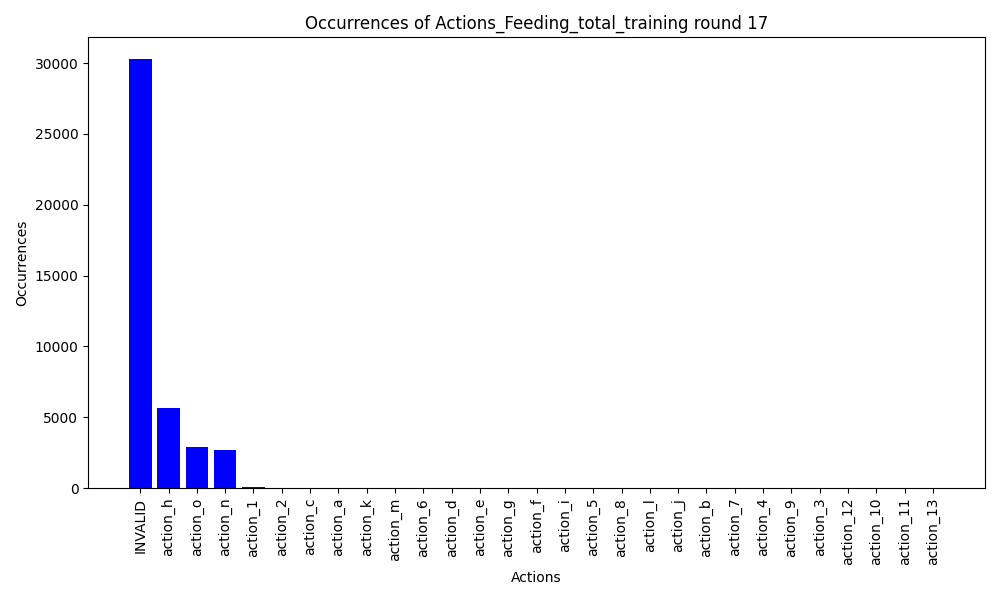 Occurrences of Actions_Feeding_total_training round 17
30000
25000
20000
15000
10000
5000
0
Occurrences
INVALID
action_h
action_o
action_n
action_1
action_2
action_c
action_a
action_k
action_m
action_6
action_d
action_e
action_g
action_f
action_i
action_5
action_8
action_l
action_j
action_b
action_7
action_4
action_9
action_3
action_12
action_10
action_11
action_13
Actions